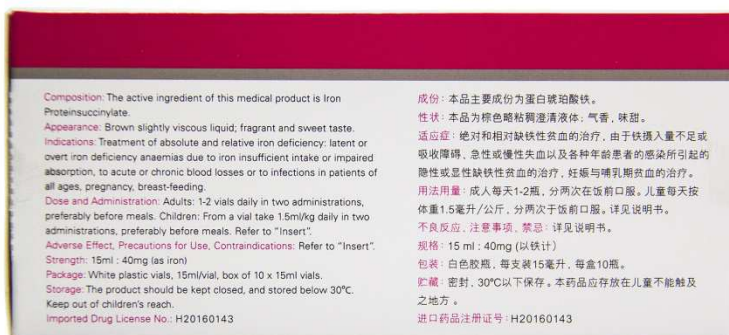 Composition: The active ingredient of this medical product is Iron
Proteinsuccinylate.
Appearance: Brown slightly viscous liquid; fragrant and sweet taste.
Indications: Treatment of absolute and relative iron deficiency: latent or
overt iron deficiency anaemias due to iron insufficient intake or impaired
absorption, to acute or chronic blood losses or to infections in patients of
all ages, pregnancy, breast-feeding.
Dose and Administration: Adults: 1-2 vials daily in two administrations,
preferably before meals. Children: From a vial take 1.5ml/kg daily in two
administrations, preferably before meals. Refer to “Insert”.
Adverse Effect, Precautions for Use, Contraindications: Refer to “Insert”.
Strength: 15ml : 40mg (as iron)
Package: White plastic vials, 15ml/vial, box of 10 x 15ml vials.
Storage: The product should be kept closed, and stored below 30℃.
Keep out of children's reach.
Imported Drug License No.: H20160143
成份：本品主要成份为蛋白琥珀酸铁。
性状：本品为棕色略粘稠澄清液体；气香，味甜。
适应症：绝对和相对缺铁性贫血的治疗，由于铁摄入量不足或
吸收障碍、急性或慢性失血以及各种年龄患者的感染所引起的
隐性或显性缺铁性贫血的治疗，妊娠与哺乳期贫血的治疗。
用法用量：成人每天1-2瓶，分两次在饭前口服。儿童每天按
体重1.5毫升/公斤，分两次于饭前口服。详见说明书。
不良反应、注意事项、禁忌：详见说明书。
规格：15 ml : 40mg (以铁计)
包装：白色胶瓶，每支装15毫升，每盒10瓶。
贮藏：密封，30℃以下保存。本药品应存放在儿童不能触及
之地方。
进口药品注册证号：H20160143